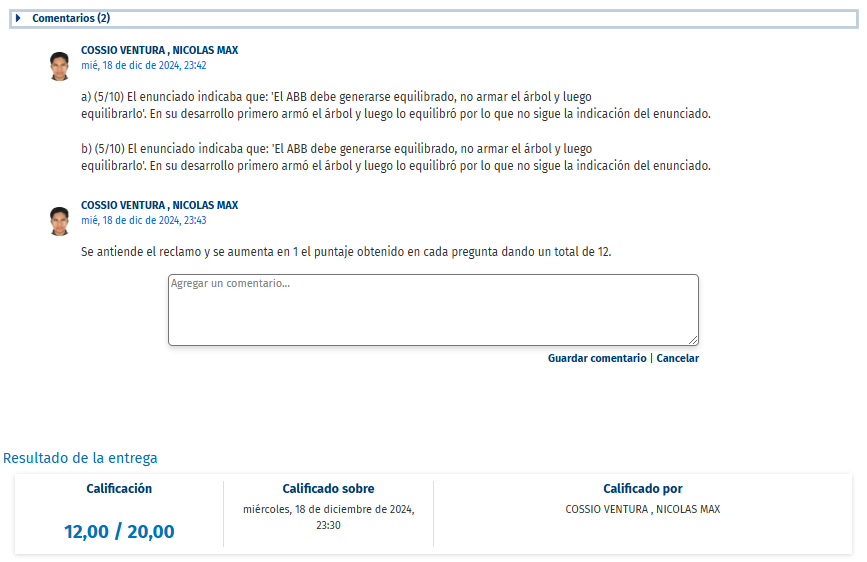 Comentarios (2)
COSSIO VENTURA , NICOLAS MAX
mié, 18 de dic de 2024, 23:42
a) (5/10) El enunciado indicaba que: 'El ABB debe generarse equilibrado, no armar el árbol y luego
equilibrarlo'. En su desarrollo primero armó el árbol y luego lo equilibró por lo que no sigue la indicación del enunciado.
b) (5/10) El enunciado indicaba que: 'El ABB debe generarse equilibrado, no armar el árbol y luego
equilibrarlo'. En su desarrollo primero armó el árbol y luego lo equilibró por lo que no sigue la indicación del enunciado.
COSSIO VENTURA , NICOLAS MAX
mié, 18 de dic de 2024, 23:43
Se antiende el reclamo y se aumenta en 1 el puntaje obtenido en cada pregunta dando un total de 12.
Agregar un comentario...
Guardar comentario | Cancelar
Resultado de la entrega
Calificación
12,00 / 20,00
Calificado sobre
miércoles, 18 de diciembre de 2024,
23:30
Calificado por
COSSIO VENTURA , NICOLAS MAX